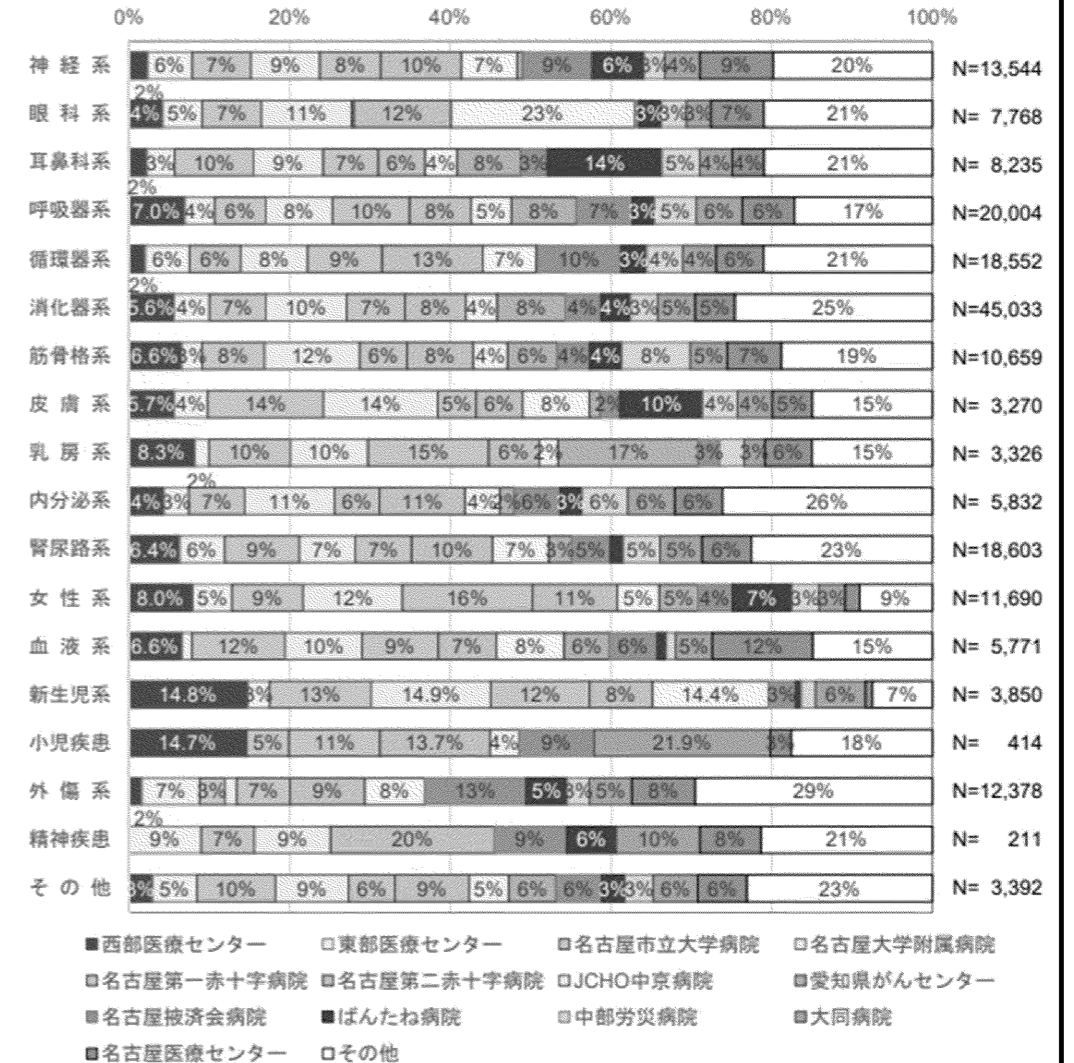 0% 20% 40% 60% 80% 100%
神経系 6% 7% 9% 8% 10% 7% 9% 6% 3% 4% 9% 20% N=13,544
2%
眼科系 4% 5% 7% 11% 12% 23% 3% 3% 3% 7% 21% N= 7,768
耳鼻科系 3% 10% 9% 7% 6% 4% 8% 3% 14% 5% 4% 4% 21% N= 8,235
2%
呼吸器系 7.0% 4% 6% 8% 10% 8% 5% 8% 7% 3% 5% 6% 6% 17% N=20,004
循環器系 6% 6% 8% 9% 13% 7% 10% 3% 4% 4% 6% 21% N=18,552
2%
消化器系 5.6% 4% 7% 10% 7% 8% 4% 8% 4% 4% 3% 5% 5% 25% N=45,033
筋骨格系 6.6% 3% 8% 12% 6% 8% 4% 6% 4% 4% 8% 5% 7% 19% N=10,659
皮膚系 5.7% 4% 14% 14% 5% 6% 8% 2% 10% 4% 4% 5% 15% N= 3,270
乳房系 8.3% 10% 10% 15% 6% 2% 17% 3% 3% 6% 15% N= 3,326
2%
内分泌系 4% 3% 7% 11% 6% 11% 4% 2% 6% 3% 6% 6% 6% 26% N= 5,832
腎尿路系 6.4% 6% 9% 7% 7% 10% 7% 3% 5% 5% 5% 6% 23% N=18,603
女性系 8.0% 5% 9% 12% 16% 11% 5% 5% 4% 7% 3% 3% 9% N=11,690
血液系 6.6% 12% 10% 9% 7% 8% 6% 6% 5% 12% 15% N= 5,771
新生児系 14.8% 3% 13% 14.9% 12% 8% 14.4% 3% 6% 7% N= 3,850
小児疾患 14.7% 5% 11% 13.7% 4% 9% 21.9% 3% 18% N= 414
外傷系 7% 3% 7% 9% 8% 13% 5% 3% 5% 8% 29% N=12,378
2%
精神疾患 9% 7% 9% 20% 9% 6% 10% 8% 21% N= 211
その他 3% 5% 10% 9% 6% 9% 5% 6% 6% 3% 3% 6% 6% 23% N= 3,392
西部医療センター 東部医療センター 名古屋市立大学病院 名古屋大学附属病院
名古屋第一赤十字病院 名古屋第二赤十字病院 JCHO中京病院 愛知県がんセンター
名古屋掖済会病院 ばんたね病院 中部労災病院 大同病院
名古屋医療センター その他